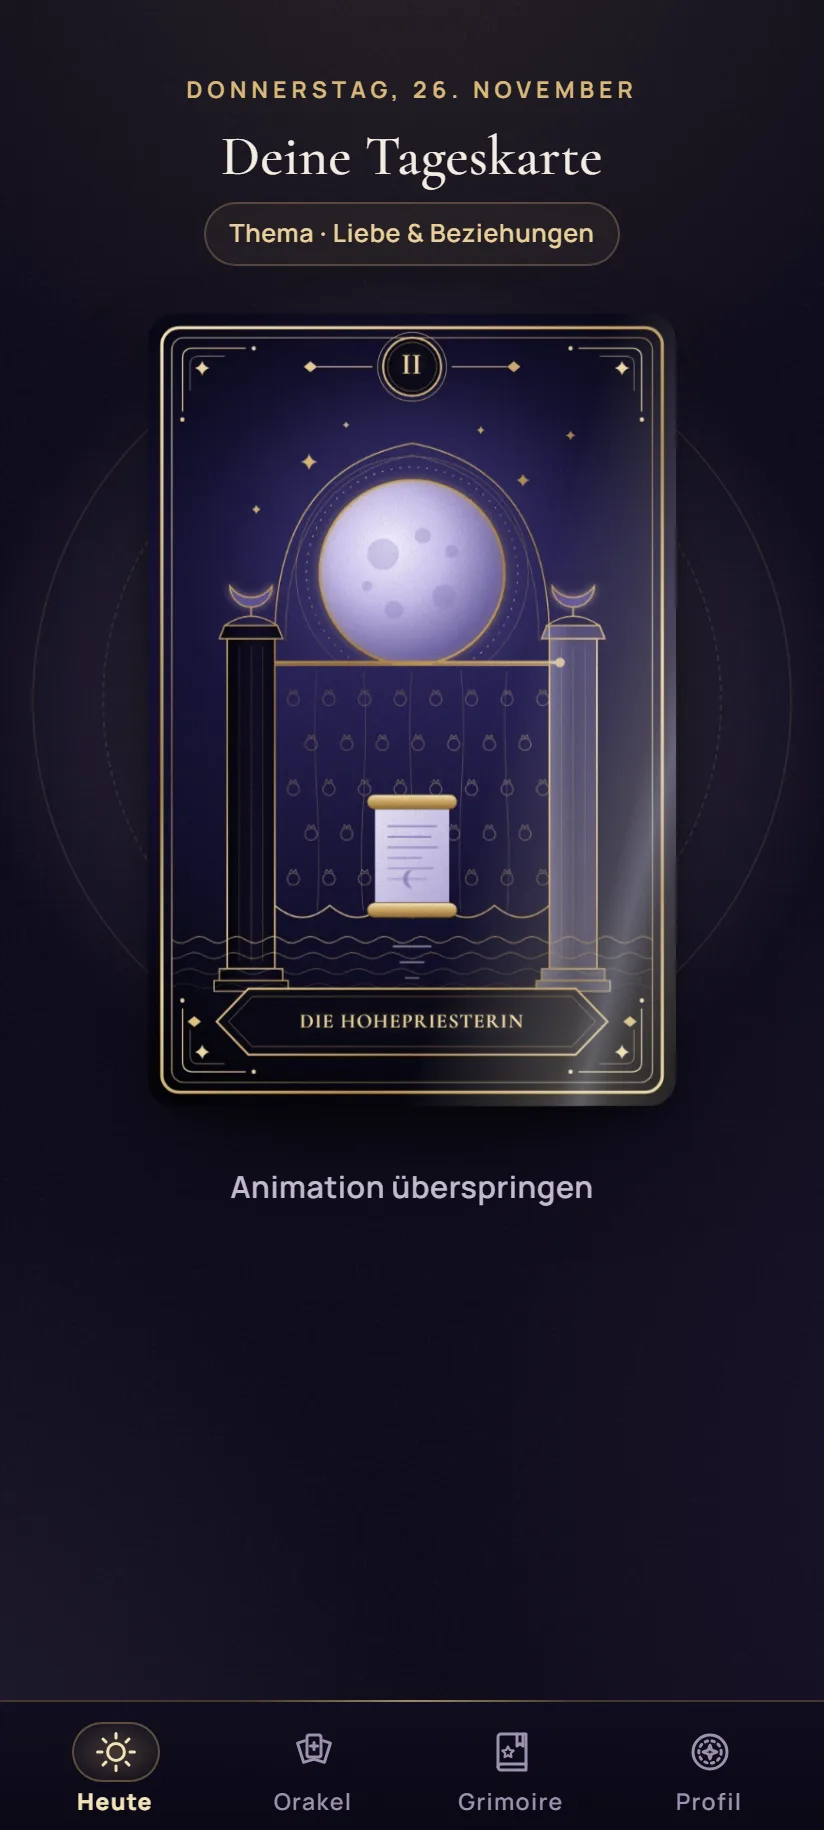 DONNERSTAG, 26. NOVEMBER
Deine Tageskarte
Thema · Liebe & Beziehungen
II
DIE HOHEPRIESTERIN
Animation überspringen
Heute
Orakel
Grimoire
Profil